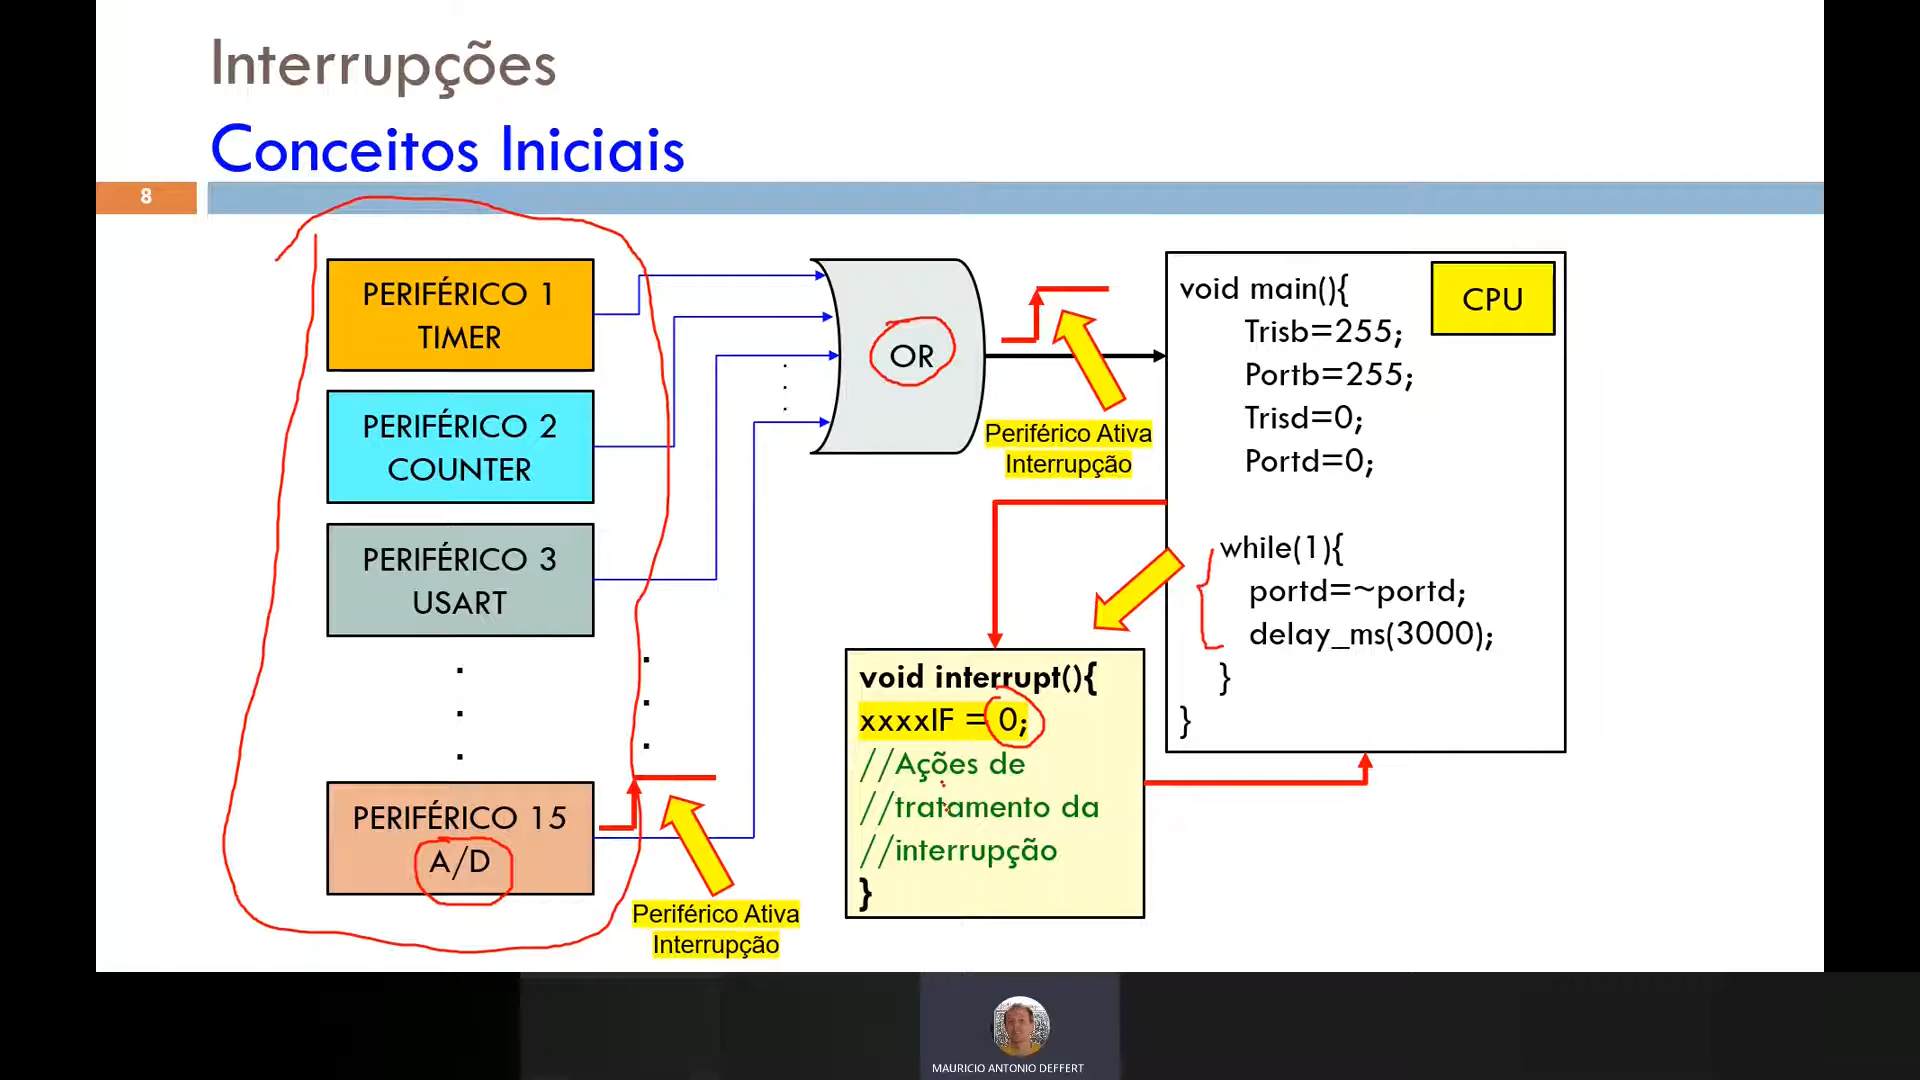 Interrupções
Conceitos Iniciais
8
PERIFÉRICO 1
TIMER
PERIFÉRICO 2
COUNTER
PERIFÉRICO 3
USART
.
.
.
PERIFÉRICO 15
A/D
.
.
.
Periférico Ativa
Interrupção
.
.
.
OR
Periférico Ativa
Interrupção
CPU
void main(){
Trisb=255;
Portb=255;
Trisd=0;
Portd=0;
while(1){
portd=~portd;
delay_ms(3000);
}
}
void interrupt(){
xxxxIF = 0;
//Ações de
//tratamento da
//interrupção
}
MAURICIO ANTONIO DEFFERT